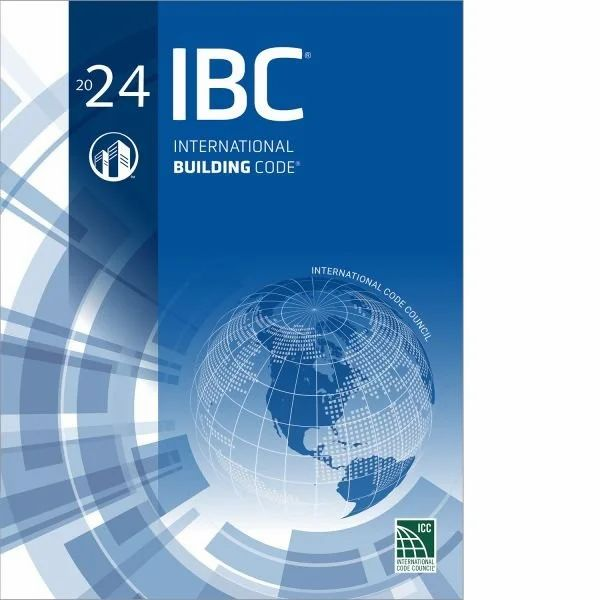 2024
IBC®
INTERNATIONAL
BUILDING CODE®
INTERNATIONAL CODE COUNCIL
ICC
INTERNATIONAL
CODE COUNCIL®